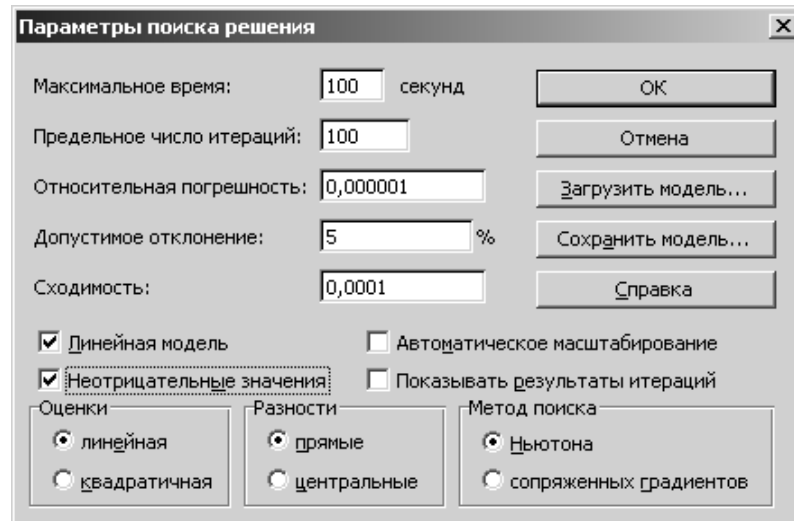 Параметры поиска решения
Максимальное время: 100 секунд
OK
Предельное число итераций: 100
Отмена
Относительная погрешность: 0,000001
Загрузить модель...
Допустимое отклонение: 5 %
Сохранить модель...
Сходимость: 0,0001
Справка
Линейная модель
Автоматическое масштабирование
Неотрицательные значения
Показывать результаты итераций
Оценки
линейная
квадратичная
Разности
прямые
центральные
Метод поиска
Ньютона
сопряженных градиентов